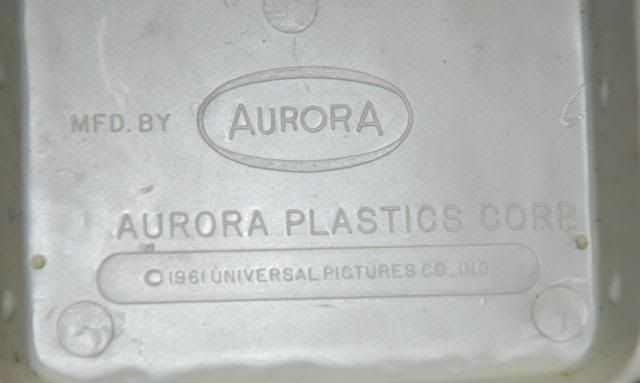 MFD. BY AURORA
AURORA PLASTICS CORP.
© 1961 UNIVERSAL PICTURES CO., INC.